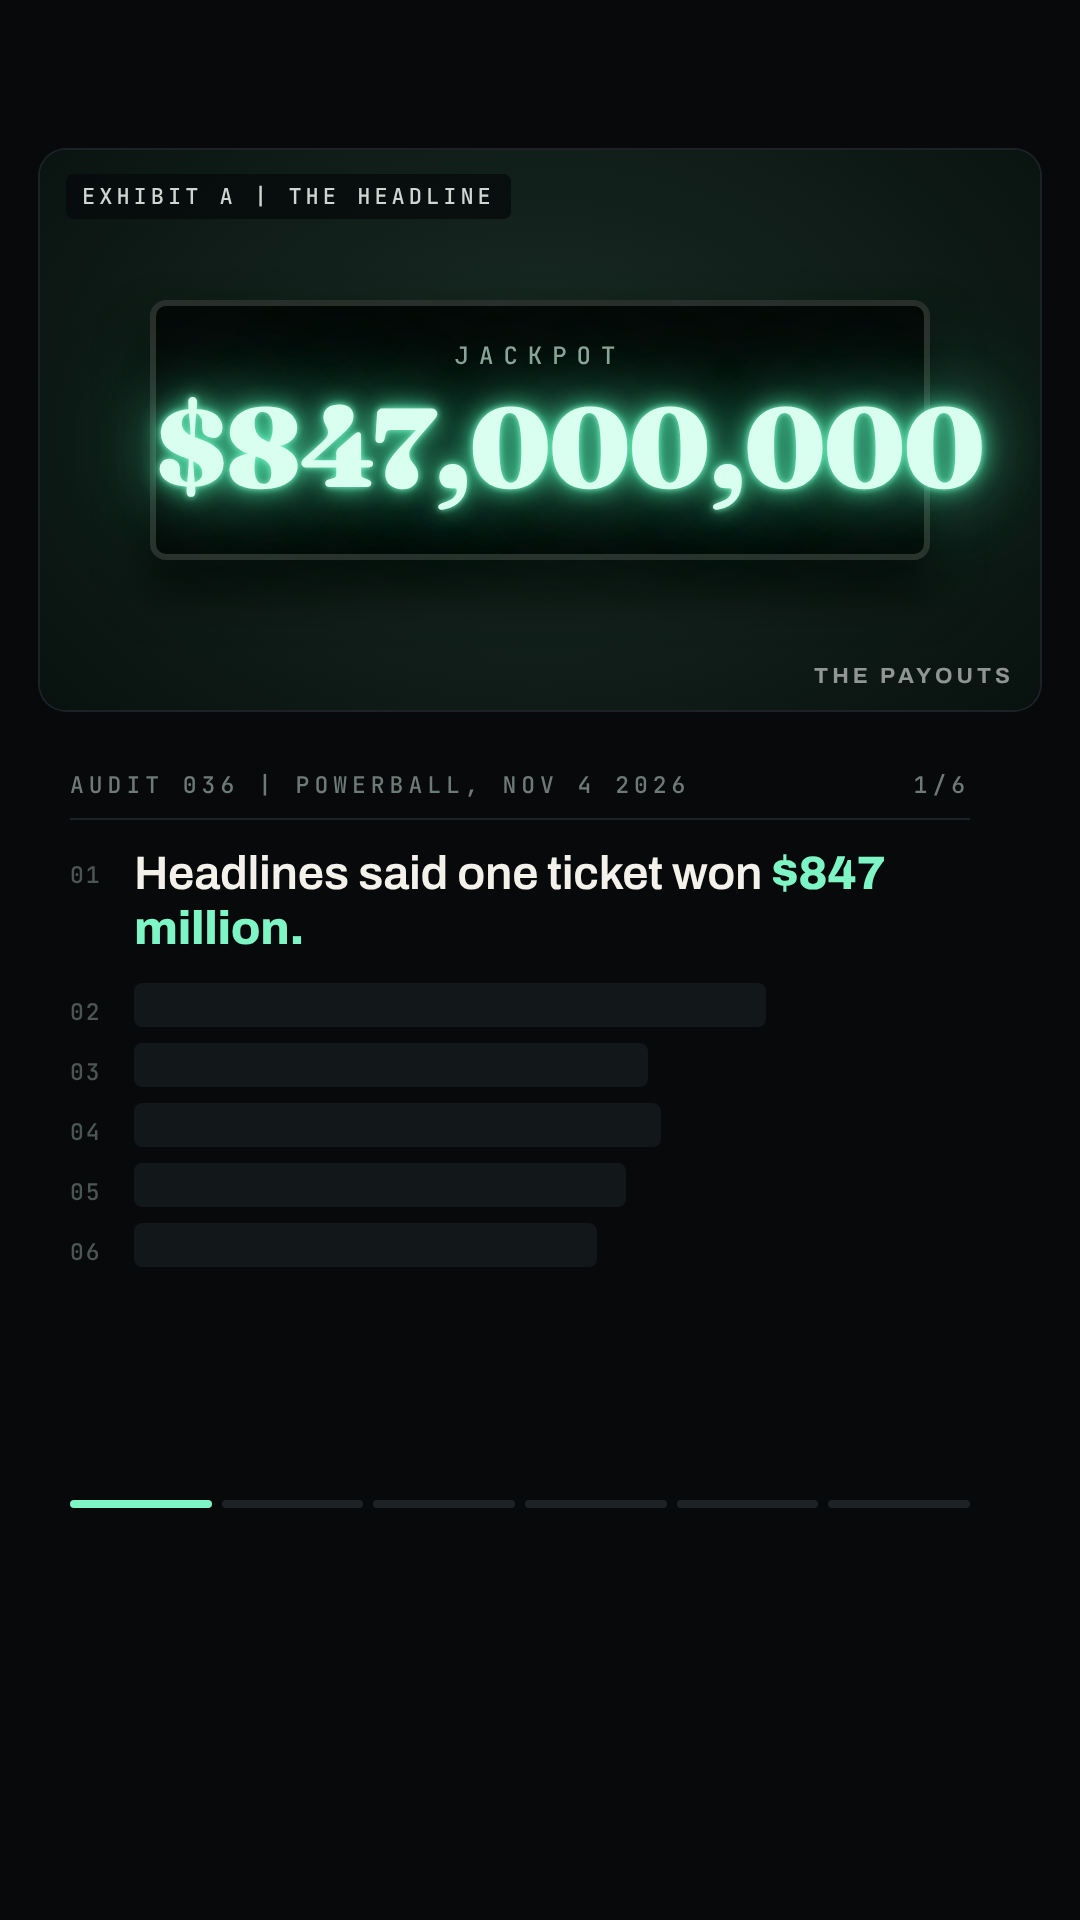 EXHIBIT A | THE HEADLINE
JACKPOT
$847,000,000
THE PAYOUTS
AUDIT 036 | POWERBALL, NOV 4 2026 1/6
01 Headlines said one ticket won $847
million.
02
03
04
05
06